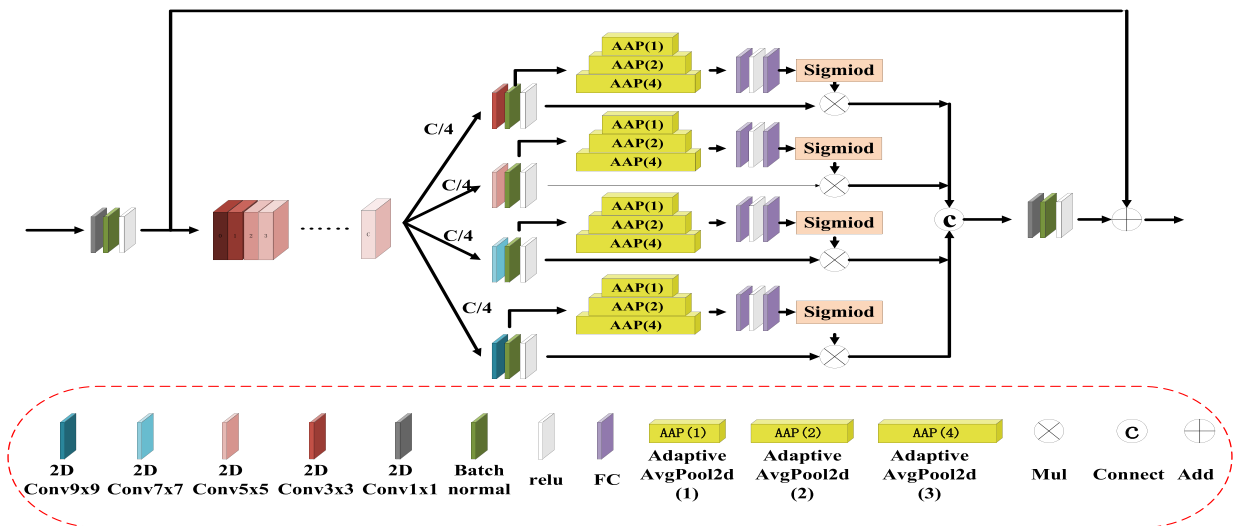 AAP(1)
AAP(2)
AAP(4)
Sigmiod
C/4
AAP(1)
AAP(2)
AAP(4)
Sigmiod
C/4
1 2 3
C
AAP(1)
AAP(2)
AAP(4)
Sigmiod
C/4
C
AAP(1)
AAP(2)
AAP(4)
Sigmiod
C/4
2D
Conv9x9
2D
Conv7x7
2D
Conv5x5
2D
Conv3x3
2D
Conv1x1
Batch
normal
relu
FC
AAP(1)
Adaptive
AvgPool2d
(1)
AAP(2)
Adaptive
AvgPool2d
(2)
AAP(4)
Adaptive
AvgPool2d
(3)
Mul
C
Connect
Add